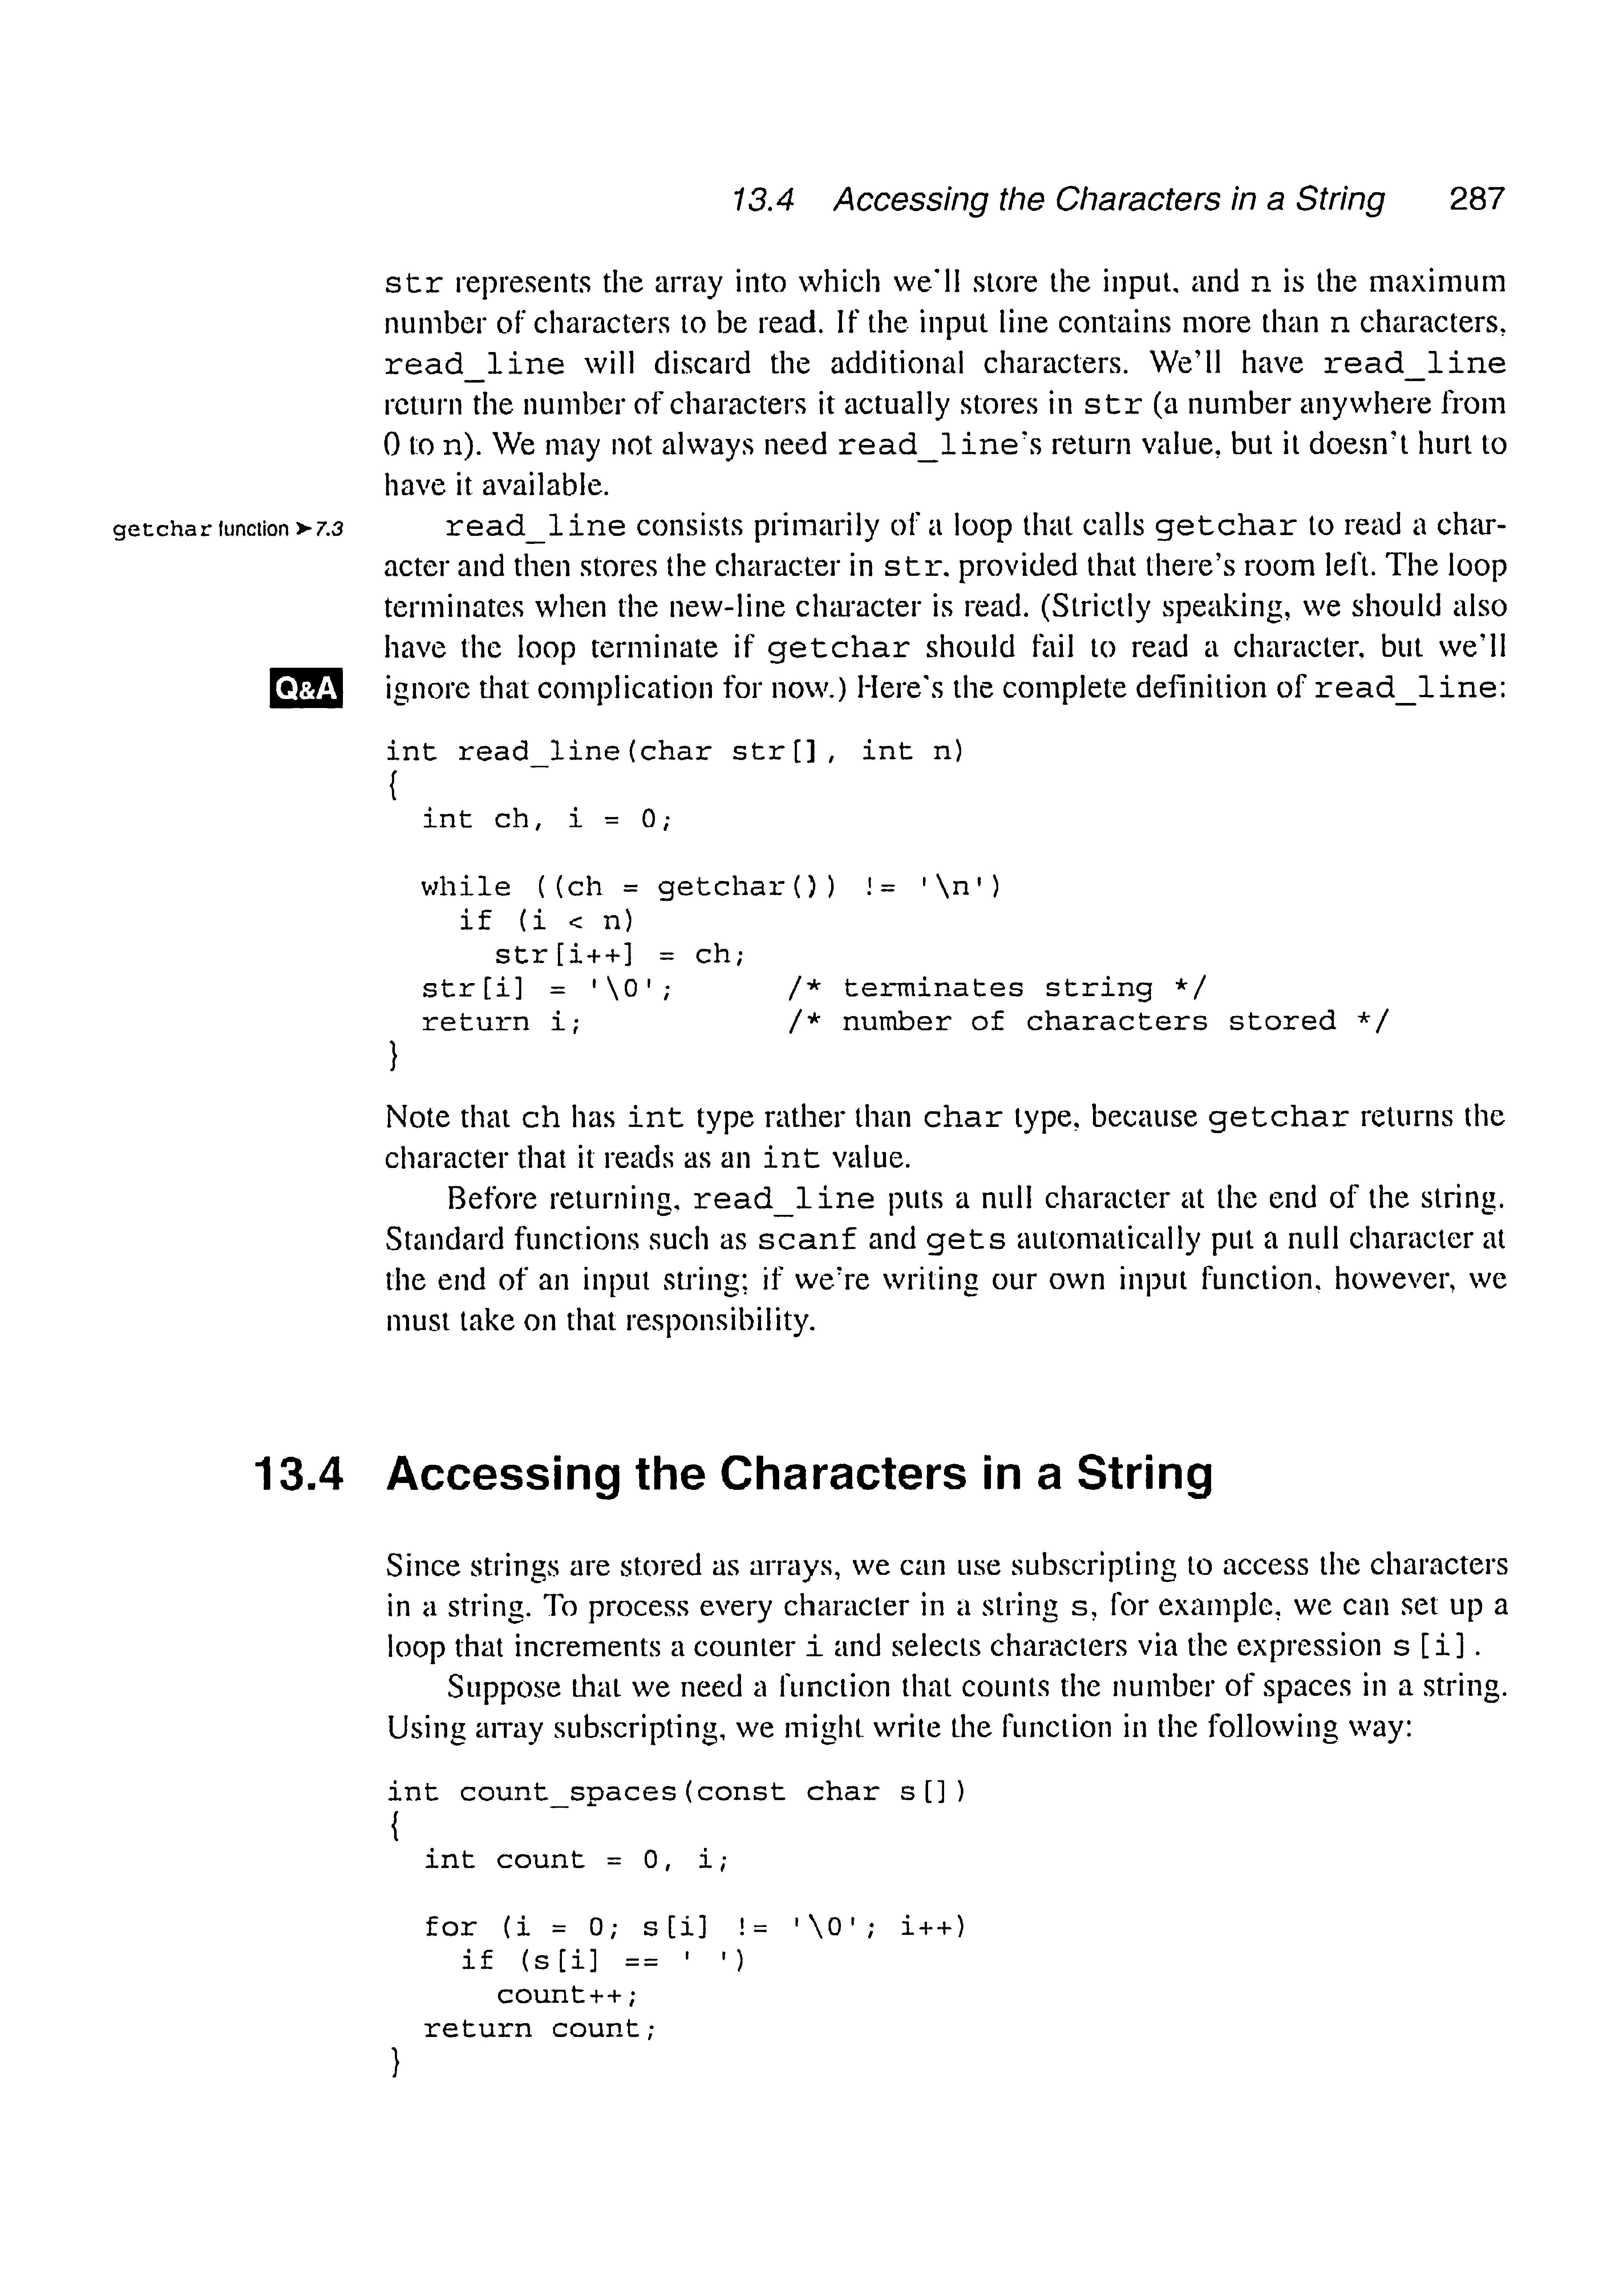 13.4 Accessing the Characters in a String 287
str represents the array into which we'll store the input, and n is the maximum
number of characters to be read. If the input line contains more than n characters,
read_line will discard the additional characters. We'll have read_line
return the number of characters it actually stores in str (a number anywhere from
0 to n). We may not always need read_line's return value, but it doesn't hurt to
have it available.
getchar function ➤7.3
read_line consists primarily of a loop that calls getchar to read a char-
acter and then stores the character in str, provided that there's room left. The loop
terminates when the new-line character is read. (Strictly speaking, we should also
have the loop terminate if getchar should fail to read a character, but we'll
Q&A
ignore that complication for now.) Here's the complete definition of read_line:
int read_line(char str[], int n)
{
  int ch, i = 0;
  while ((ch = getchar()) != '\n')
    if (i < n)
      str[i++] = ch;
  str[i] = '\0';      /* terminates string */
  return i;           /* number of characters stored */
}
Note that ch has int type rather than char type, because getchar returns the
character that it reads as an int value.
Before returning, read_line puts a null character at the end of the string.
Standard functions such as scanf and gets automatically put a null character at
the end of an input string; if we're writing our own input function, however, we
must take on that responsibility.
13.4 Accessing the Characters in a String
Since strings are stored as arrays, we can use subscripting to access the characters
in a string. To process every character in a string s, for example, we can set up a
loop that increments a counter i and selects characters via the expression s[i].
Suppose that we need a function that counts the number of spaces in a string.
Using array subscripting, we might write the function in the following way:
int count_spaces(const char s[])
{
  int count = 0, i;
  for (i = 0; s[i] != '\0'; i++)
    if (s[i] == ' ')
      count++;
  return count;
}